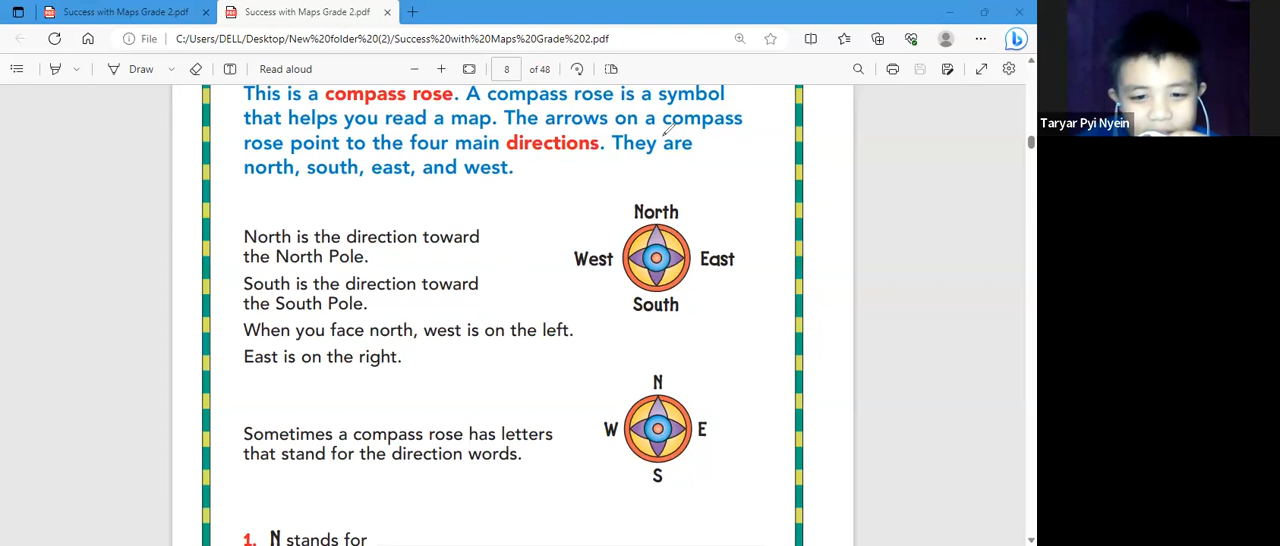 Success with Maps Grade 2.pdf
Success with Maps Grade 2.pdf
File
C:/Users/DELL/Desktop/New%20folder%20(2)/Success%20with%20Maps%20Grade%202.pdf
Draw
Read aloud
8
of 48
This is a compass rose. A compass rose is a symbol
that helps you read a map. The arrows on a compass
rose point to the four main directions. They are
north, south, east, and west.
North is the direction toward
the North Pole.
South is the direction toward
the South Pole.
When you face north, west is on the left.
East is on the right.
North
West
East
South
Sometimes a compass rose has letters
that stand for the direction words.
N
W
E
S
1. N stands for
Taryar Pyi Nyein